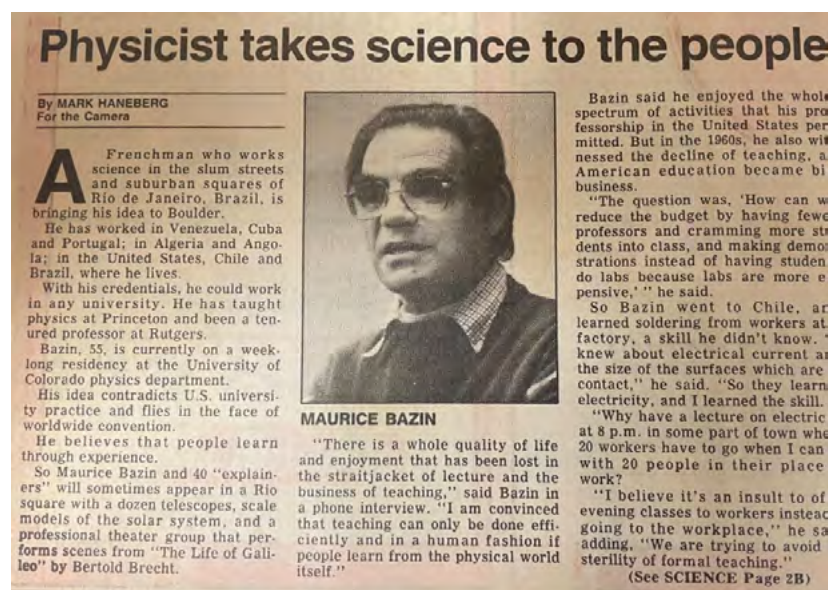 Physicist takes science to the people
By MARK HANEBERG
For the Camera
A Frenchman who works
science in the slum streets
and suburban squares of
Rio de Janeiro, Brazil, is
bringing his idea to Boulder.
He has worked in Venezuela, Cuba
and Portugal; in Algeria and Ango-
la; in the United States, Chile and
Brazil, where he lives.
With his credentials, he could work
in any university. He has taught
physics at Princeton and been a ten-
ured professor at Rutgers.
Bazin, 55, is currently on a week-
long residency at the University of
Colorado physics department.
His idea contradicts U.S. universi-
ty practice and flies in the face of
worldwide convention.
He believes that people learn
through experience.
So Maurice Bazin and 40 "explain-
ers" will sometimes appear in a Rio
square with a dozen telescopes, scale
models of the solar system, and a
professional theater group that per-
forms scenes from "The Life of Gali-
leo" by Bertold Brecht.
MAURICE BAZIN
"There is a whole quality of life
and enjoyment that has been lost in
the straitjacket of lecture and the
business of teaching," said Bazin in
a phone interview. "I am convinced
that teaching can only be done effi-
ciently and in a human fashion if
people learn from the physical world
itself."
Bazin said he enjoyed the whole
spectrum of activities that his pro
fessorship in the United States per
mitted. But in the 1960s, he also wit
nessed the decline of teaching, a
American education became bi
business.
"The question was, 'How can w
reduce the budget by having fewe
professors and cramming more stu
dents into class, and making demon
strations instead of having studen
do labs because labs are more e
pensive,' " he said.
So Bazin went to Chile, an
learned soldering from workers at
factory, a skill he didn't know. "
knew about electrical current an
the size of the surfaces which are
contact," he said. "So they learn
electricity, and I learned the skill.
"Why have a lecture on electric
at 8 p.m. in some part of town whe
20 workers have to go when I can
with 20 people in their place
work?
"I believe it's an insult to of
evening classes to workers instead
going to the workplace," he sa
adding, "We are trying to avoid
sterility of formal teaching."
(See SCIENCE Page 2B)